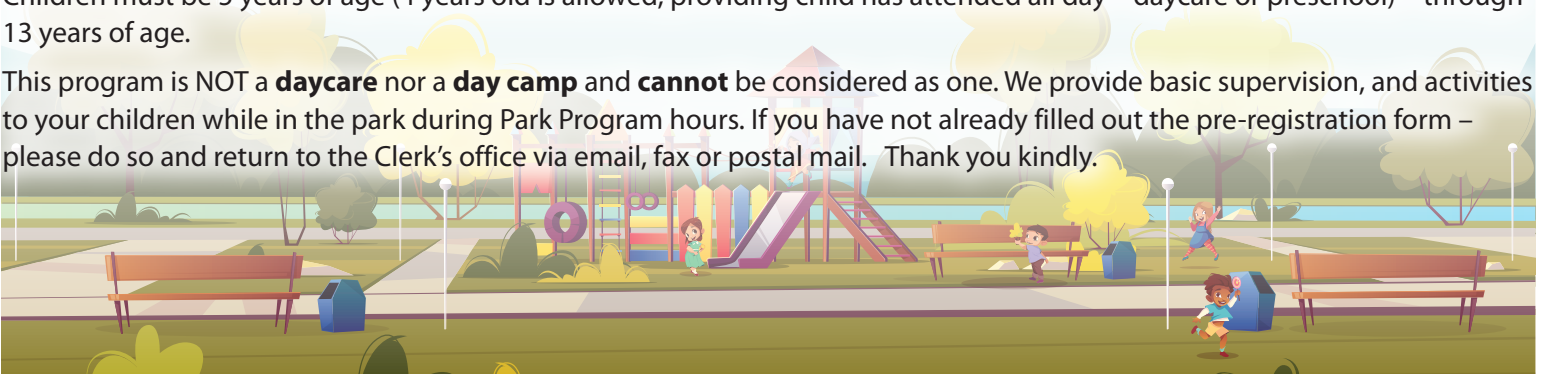 Children must be 5 years of age (4 years old is allowed, providing child has attended all day – daycare or preschool) – through
13 years of age.
This program is NOT a daycare nor a day camp and cannot be considered as one. We provide basic supervision, and activities
to your children while in the park during Park Program hours. If you have not already filled out the pre-registration form –
please do so and return to the Clerk's office via email, fax or postal mail. Thank you kindly.